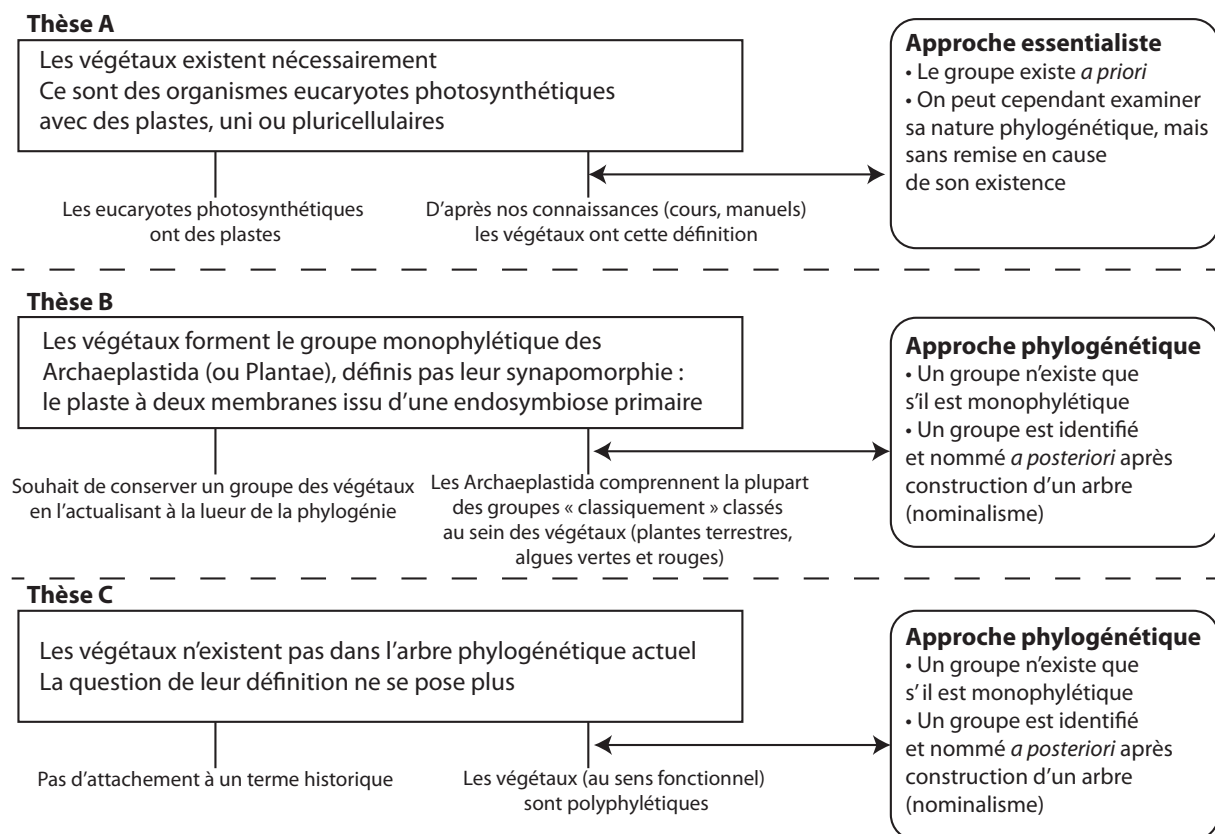 Thèse A
Les végétaux existent nécessairement
Ce sont des organismes eucaryotes photosynthétiques
avec des plastes, uni ou pluricellulaires
Les eucaryotes photosynthétiques
ont des plastes
D'après nos connaissances (cours, manuels)
les végétaux ont cette définition
Approche essentialiste
• Le groupe existe a priori
• On peut cependant examiner
sa nature phylogénétique, mais
sans remise en cause
de son existence
Thèse B
Les végétaux forment le groupe monophylétique des
Archaeplastida (ou Plantae), définis pas leur synapomorphie :
le plaste à deux membranes issu d'une endosymbiose primaire
Souhait de conserver un groupe des végétaux
en l'actualisant à la lueur de la phylogénie
Les Archaeplastida comprennent la plupart
des groupes « classiquement » classés
au sein des végétaux (plantes terrestres,
algues vertes et rouges)
Approche phylogénétique
• Un groupe n'existe que
s'il est monophylétique
• Un groupe est identifié
et nommé a posteriori après
construction d'un arbre
(nominalisme)
Thèse C
Les végétaux n'existent pas dans l'arbre phylogénétique actuel
La question de leur définition ne se pose plus
Pas d'attachement à un terme historique
Les végétaux (au sens fonctionnel)
sont polyphylétiques
Approche phylogénétique
• Un groupe n'existe que
s'il est monophylétique
• Un groupe est identifié
et nommé a posteriori après
construction d'un arbre
(nominalisme)